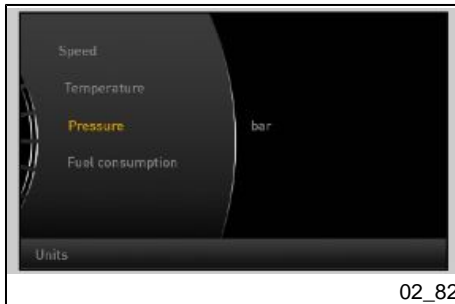 Speed
Temperature
Pressure
bar
Fuel consumption
Units
02_82